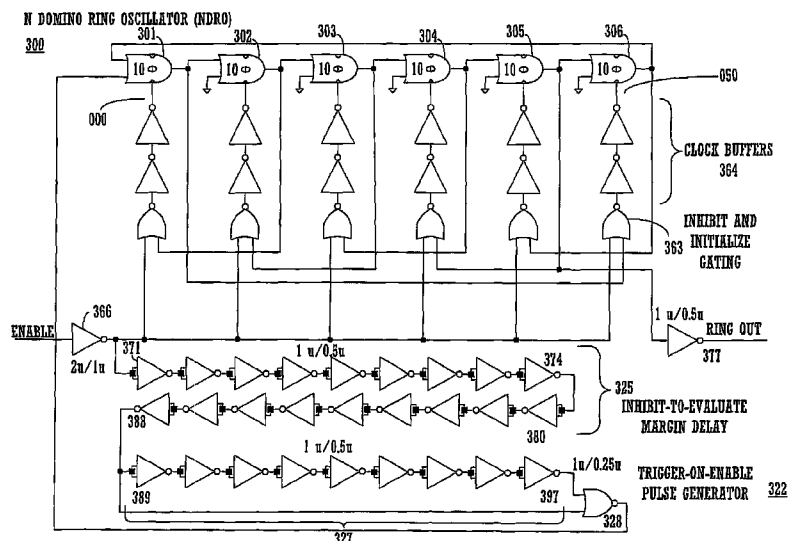 N DOMINO RING OSCILLATOR (NDRO)
300
301
302
303
304
305
306
10 Φ
10 Φ
10 Φ
10 Φ
10 Φ
10 Φ
000
050
CLOCK BUFFERS
364
363
INHIBIT AND
INITIALIZE
GATING
366
ENABLE
2u/1u
1 u/0.5u
RING OUT
377
371
1 u/0.5u
374
325
INHIBIT-TO-EVALUATE
MARGIN DELAY
388
380
1 u/0.5u
1u/0.25u
TRIGGER-ON-ENABLE
PULSE GENERATOR
322
389
397
328
327